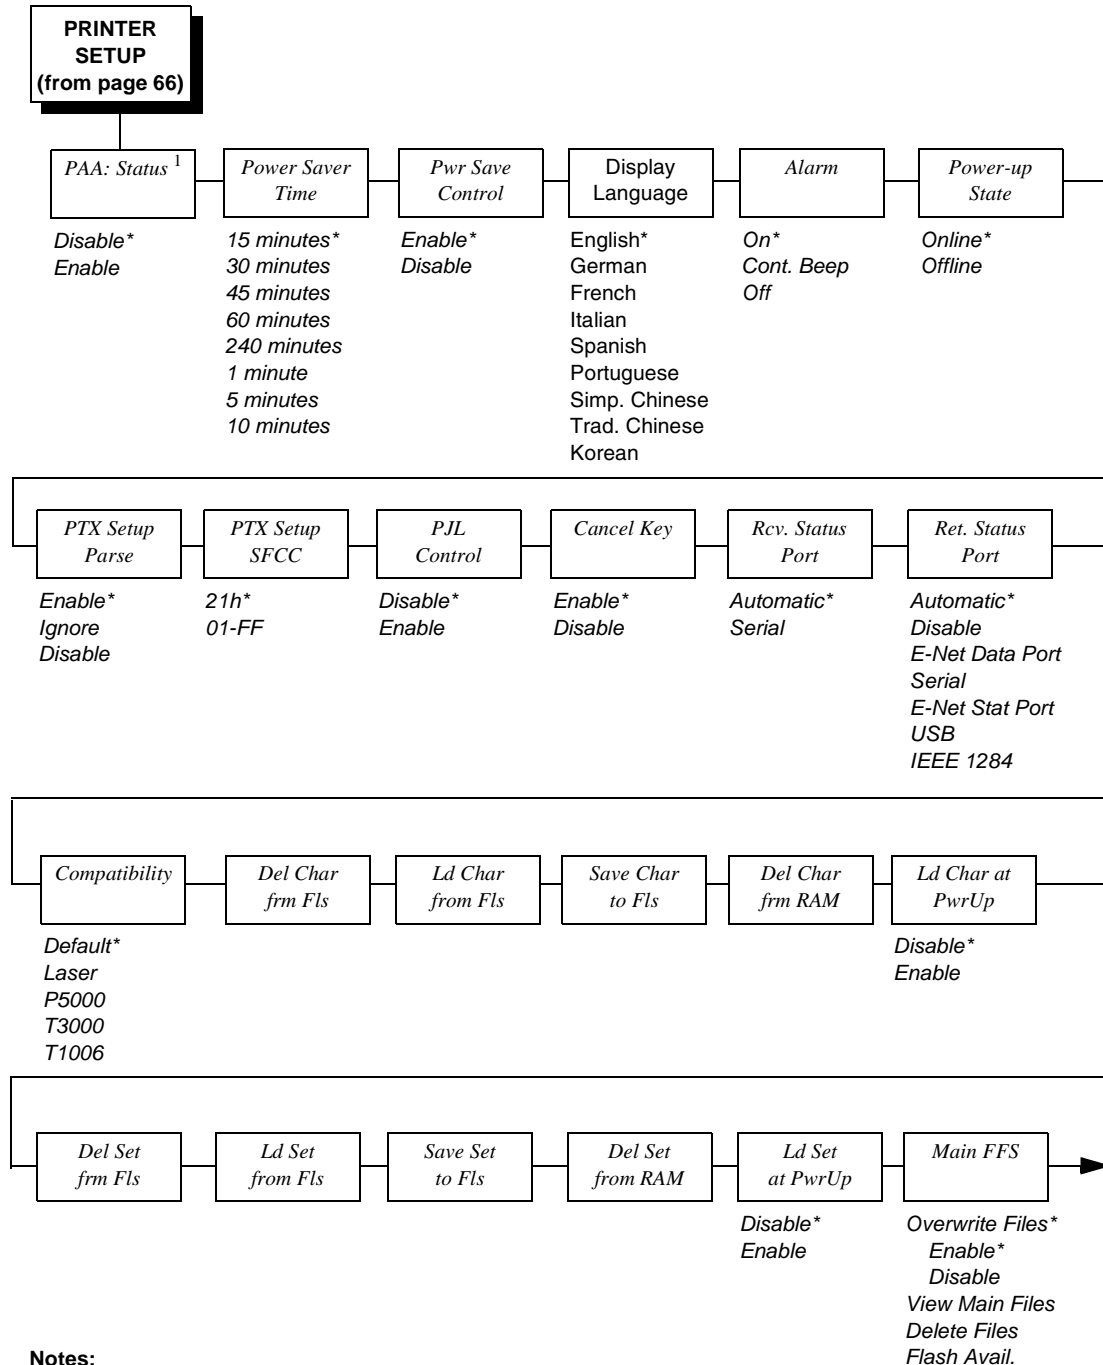 PRINTER
SETUP
(from page 66)
PAA: Status 1
Disable*
Enable
Power Saver
Time
15 minutes*
30 minutes
45 minutes
60 minutes
240 minutes
1 minute
5 minutes
10 minutes
Pwr Save
Control
Enable*
Disable
Display
Language
English*
German
French
Italian
Spanish
Portuguese
Simp. Chinese
Trad. Chinese
Korean
Alarm
On*
Cont. Beep
Off
Power-up
State
Online*
Offline
PTX Setup
Parse
Enable*
Ignore
Disable
PTX Setup
SFCC
21h*
01-FF
PJL
Control
Disable*
Enable
Cancel Key
Enable*
Disable
Rcv. Status
Port
Automatic*
Serial
Ret. Status
Port
Automatic*
Disable
E-Net Data Port
Serial
E-Net Stat Port
USB
IEEE 1284
Compatibility
Default*
Laser
P5000
T3000
T1006
Del Char
frm Fls
Ld Char
from Fls
Save Char
to Fls
Del Char
frm RAM
Ld Char at
PwrUp
Disable*
Enable
Del Set
frm Fls
Ld Set
from Fls
Save Set
to Fls
Del Set
from RAM
Ld Set
at PwrUp
Disable*
Enable
Main FFS
Overwrite Files*
Enable*
Disable
View Main Files
Delete Files
Flash Avail.
Notes: